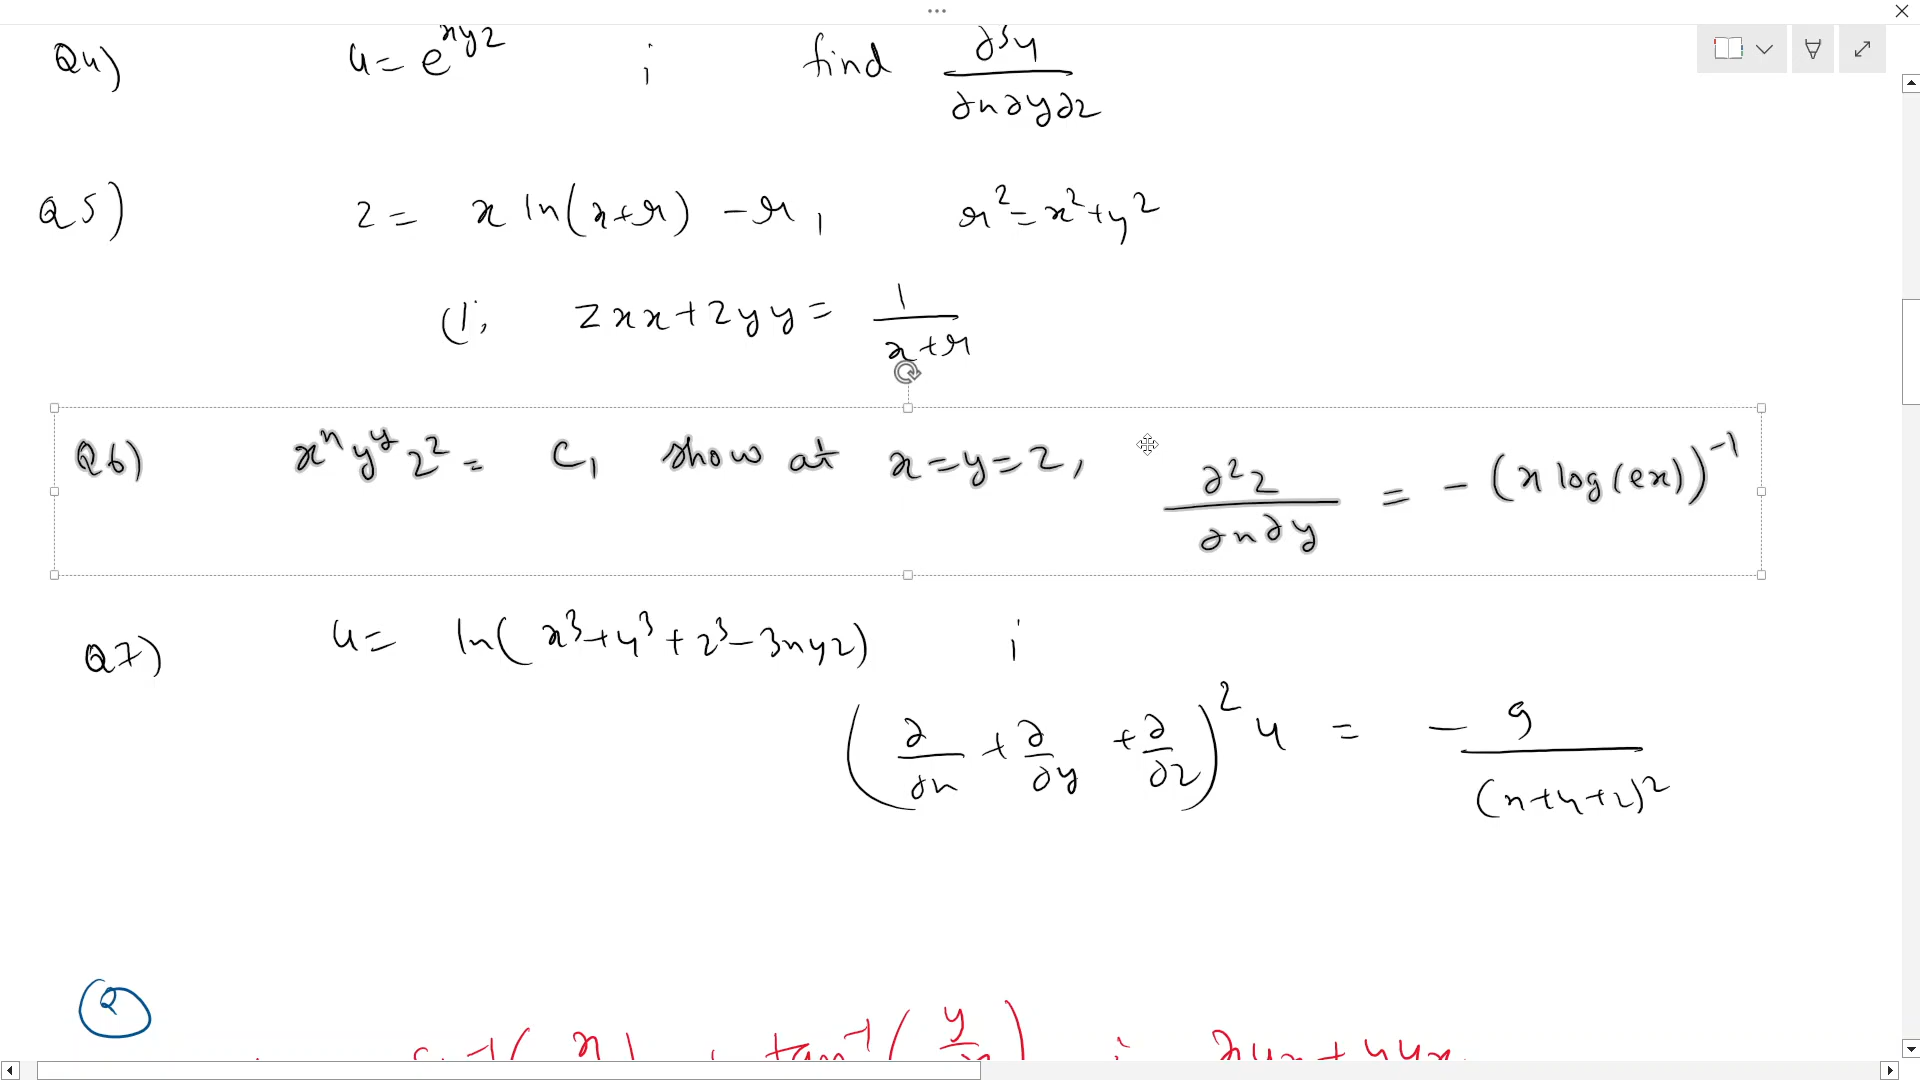 Q4) u = e^{xyz} ; find ∂³u / ∂x∂y∂z
Q5) z = x ln(x+r) - r, r² = x² + y²
(1; zxx + zyy = 1 / (x+r)
Q6) x^x y^y z^z = C, show at x=y=z, ∂²z / ∂x∂y = -(x log(ex))^{-1}
Q7) u = ln(x³+y³+z³-3xyz) ;
(∂/∂x + ∂/∂y + ∂/∂z)² u = - 9 / (x+y+z)²
Q